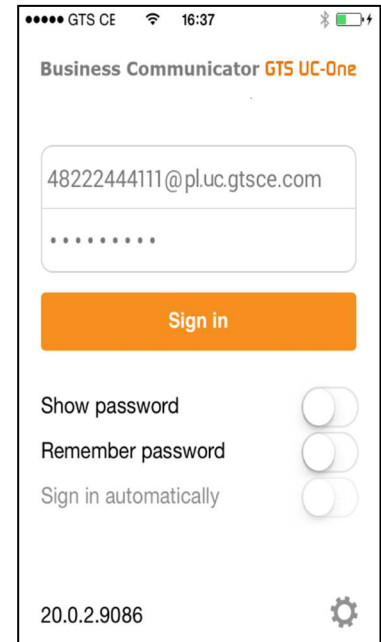 ●●●●● GTS CE 16:37
Business Communicator GTS UC-One
48222444111@pl.uc.gtsce.com
• • • • • • • • •
Sign in
Show password
Remember password
Sign in automatically
20.0.2.9086